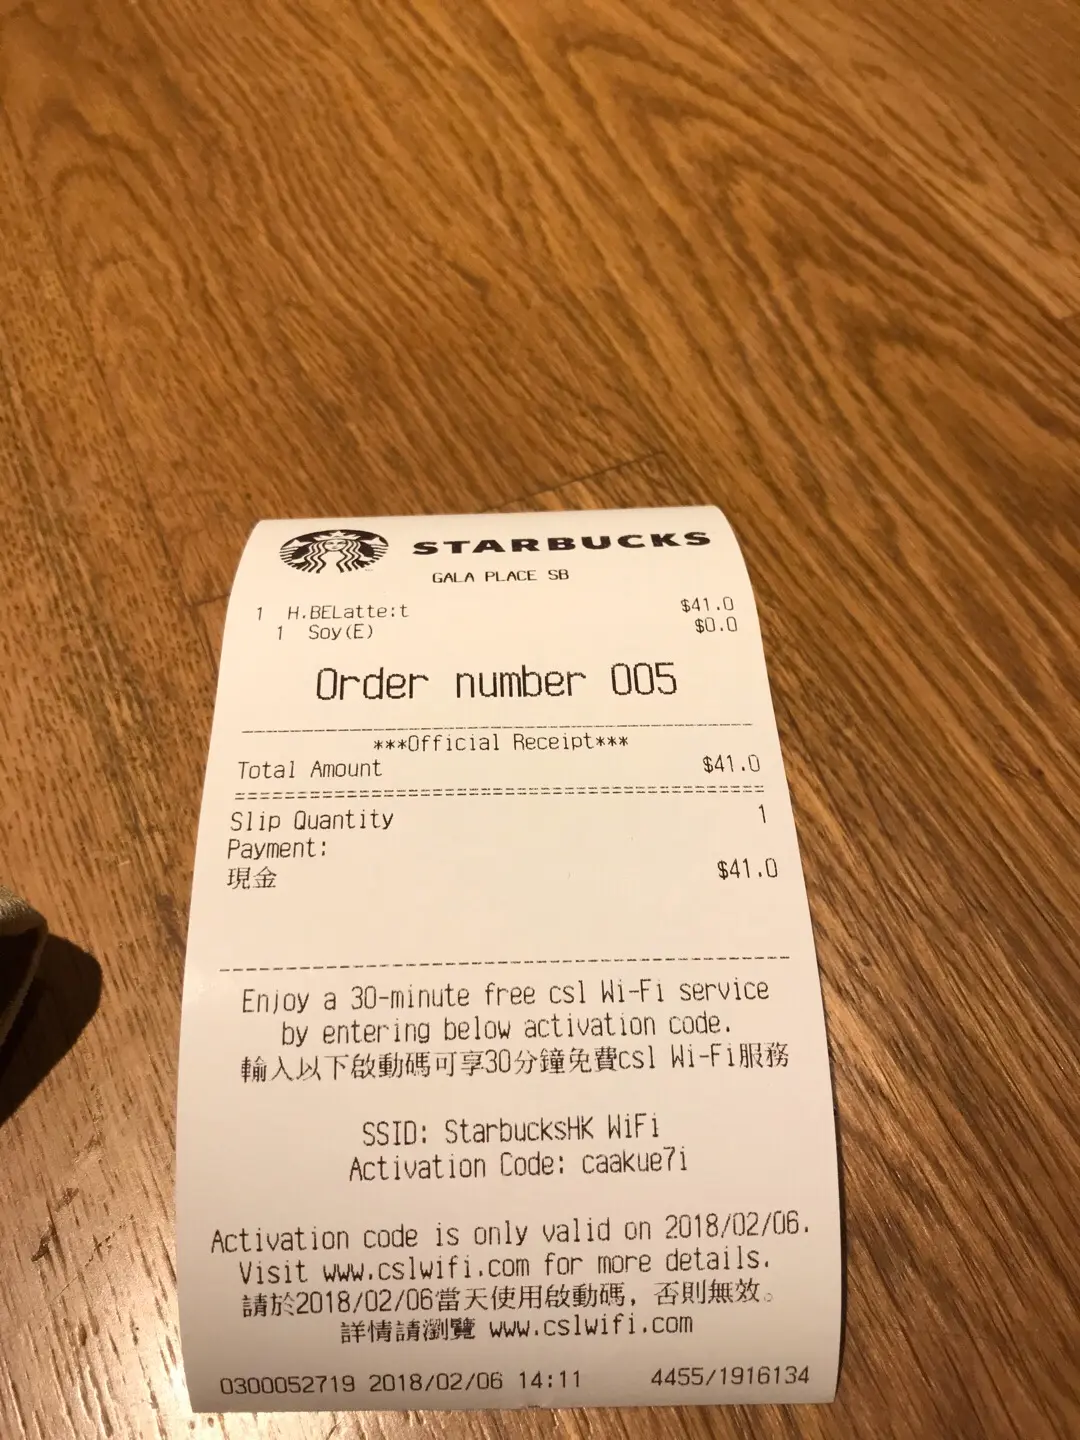 STARBUCKS
GALA PLACE SB
1 H.BELatte:t $41.0
1 Soy(E) $0.0
Order number 005
***Official Receipt***
Total Amount $41.0
Slip Quantity 1
Payment:
現金 $41.0
Enjoy a 30-minute free csl Wi-Fi service
by entering below activation code.
輸入以下啟動碼可享30分鐘免費csl Wi-Fi服務
SSID: StarbucksHK WiFi
Activation Code: caakue7i
Activation code is only valid on 2018/02/06.
Visit www.cslwifi.com for more details.
請於2018/02/06當天使用啟動碼, 否則無效。
詳情請瀏覽 www.cslwifi.com
0300052719 2018/02/06 14:11 4455/1916134